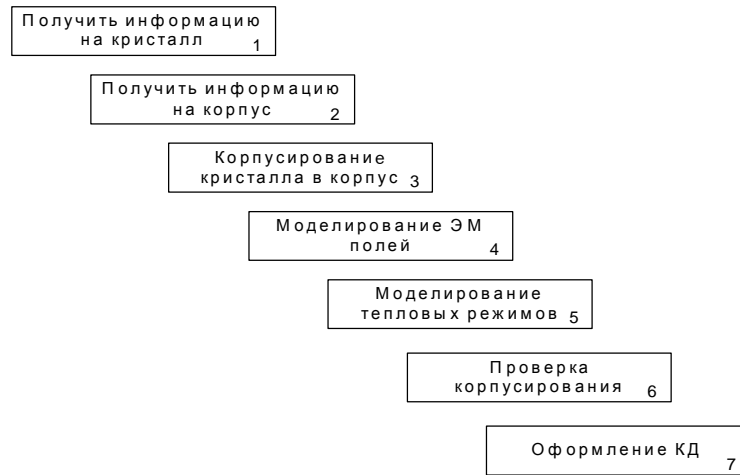 Получить информацию
на кристалл
1
Получить информацию
на корпус
2
Корпусирование
кристалла в корпус 3
Моделирование ЭМ
полей
4
Моделирование
тепловых режимов 5
Проверка
корпусирования 6
Оформление КД
7